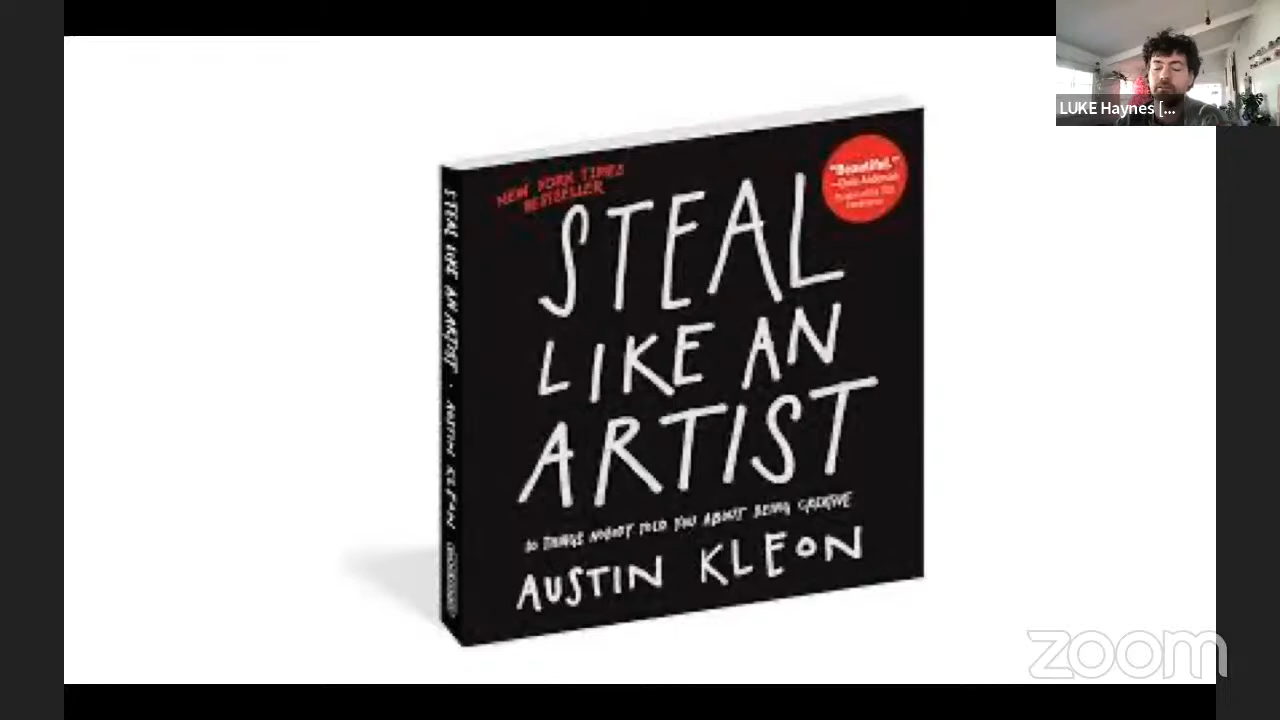 LUKE Haynes [...
NEW YORK TIMES
BESTSELLER
"Beautiful."
STEAL
LIKE AN
ARTIST
10 THINGS NOBODY TOLD YOU ABOUT BEING CREATIVE
AUSTIN KLEON
STEAL LIKE AN ARTIST · AUSTIN KLEON
zoom